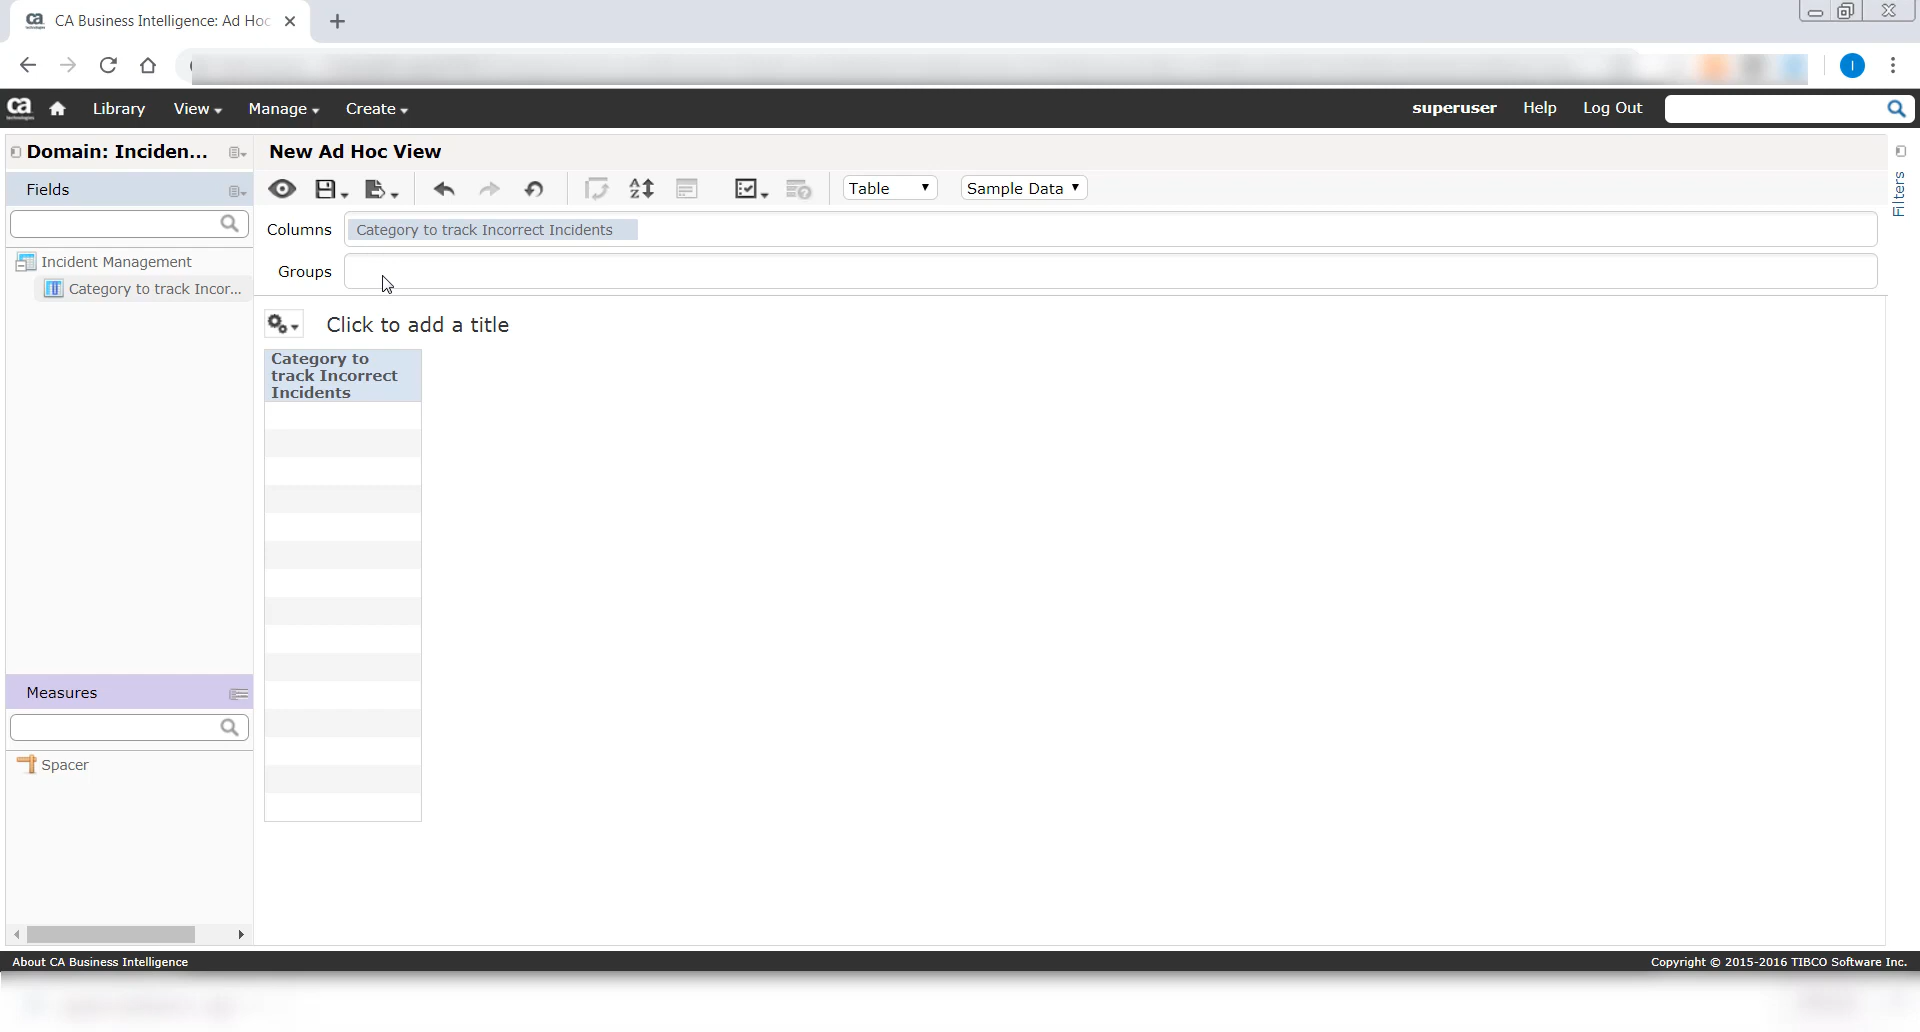 CA Business Intelligence: Ad Hoc
ca
technologies
Library
View
Manage
Create
superuser
Help
Log Out
Domain: Inciden...
New Ad Hoc View
Fields
Table
Sample Data
Filters
Columns
Category to track Incorrect Incidents
Groups
Incident Management
Category to track Incor...
Click to add a title
Category to
track Incorrect
Incidents
Measures
Spacer
About CA Business Intelligence
Copyright © 2015-2016 TIBCO Software Inc.